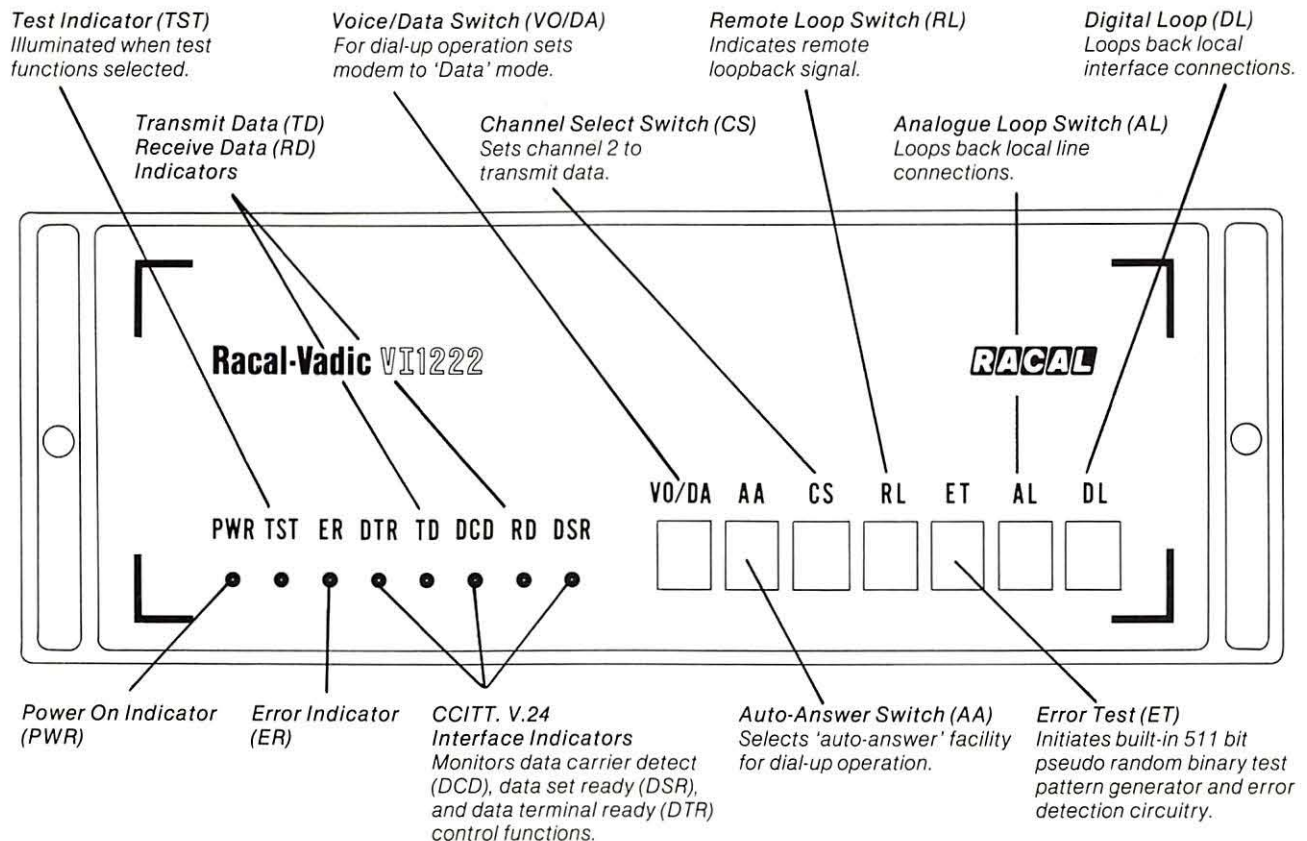 Test Indicator (TST)
Illuminated when test
functions selected.
Voice/Data Switch (VO/DA)
For dial-up operation sets
modem to 'Data' mode.
Remote Loop Switch (RL)
Indicates remote
loopback signal.
Digital Loop (DL)
Loops back local
interface connections.
Transmit Data (TD)
Receive Data (RD)
Indicators
Channel Select Switch (CS)
Sets channel 2 to
transmit data.
Analogue Loop Switch (AL)
Loops back local line
connections.
Racal-Vadic VI1222
RACAL
VO/DA AA CS RL ET AL DL
PWR TST ER DTR TD DCD RD DSR
Power On Indicator
(PWR)
Error Indicator
(ER)
CCITT. V.24
Interface Indicators
Monitors data carrier detect
(DCD), data set ready (DSR),
and data terminal ready (DTR)
control functions.
Auto-Answer Switch (AA)
Selects 'auto-answer' facility
for dial-up operation.
Error Test (ET)
Initiates built-in 511 bit
pseudo random binary test
pattern generator and error
detection circuitry.